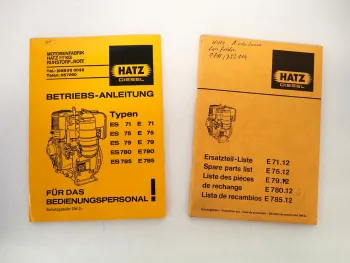 MOTORENFABRIK
HATZ
RUHSTORF/ROTT
HATZ
DIESEL
BETRIEBS-ANLEITUNG
Typen
ES 71 E 71
ES 75 E 75
ES 79 E 79
ES 780 E 780
ES 785 E 785
FÜR DAS
BEDIENUNGSPERSONAL !
HATZ
DIESEL
Ersatzteil-Liste
Spare parts list
Liste des pièces
de rechange
Lista de recambios
E 71.12
E 75.12
E 79.12
E 780.12
E 785.12